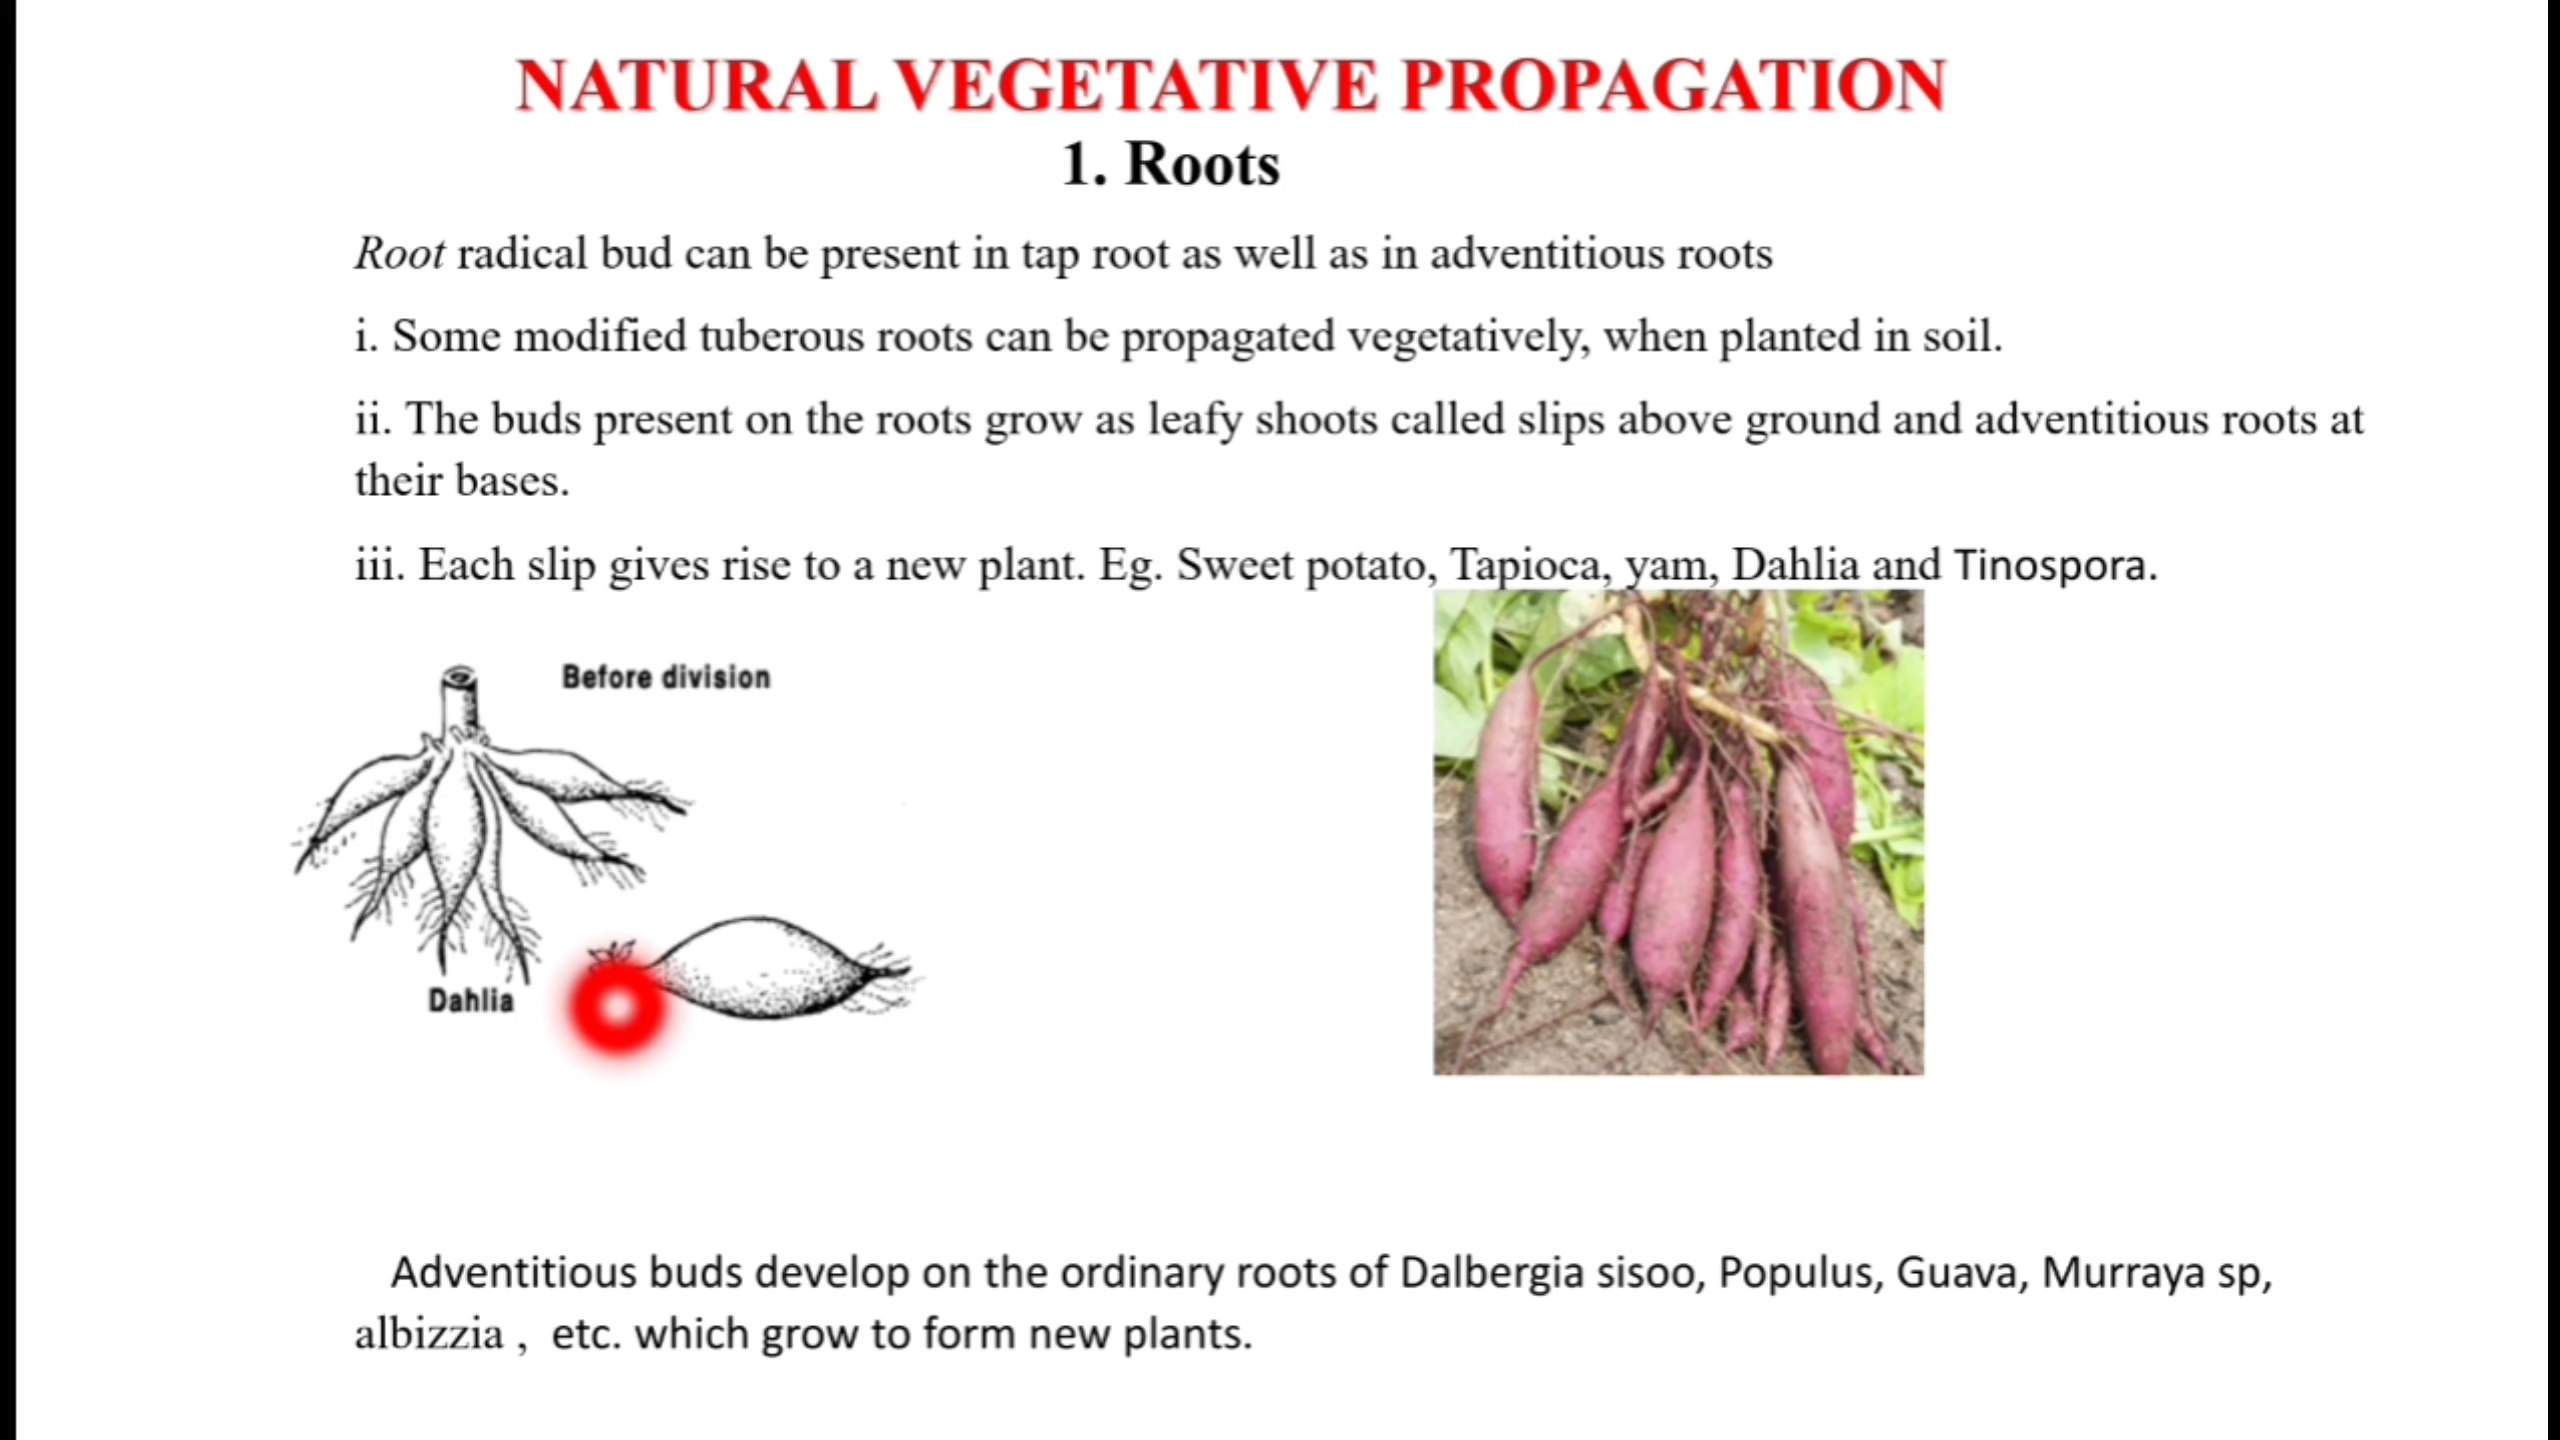 NATURAL VEGETATIVE PROPAGATION
1. Roots
Root radical bud can be present in tap root as well as in adventitious roots
i. Some modified tuberous roots can be propagated vegetatively, when planted in soil.
ii. The buds present on the roots grow as leafy shoots called slips above ground and adventitious roots at
their bases.
iii. Each slip gives rise to a new plant. Eg. Sweet potato, Tapioca, yam, Dahlia and Tinospora.
Before division
Dahlia
Adventitious buds develop on the ordinary roots of Dalbergia sisoo, Populus, Guava, Murraya sp,
albizzia , etc. which grow to form new plants.